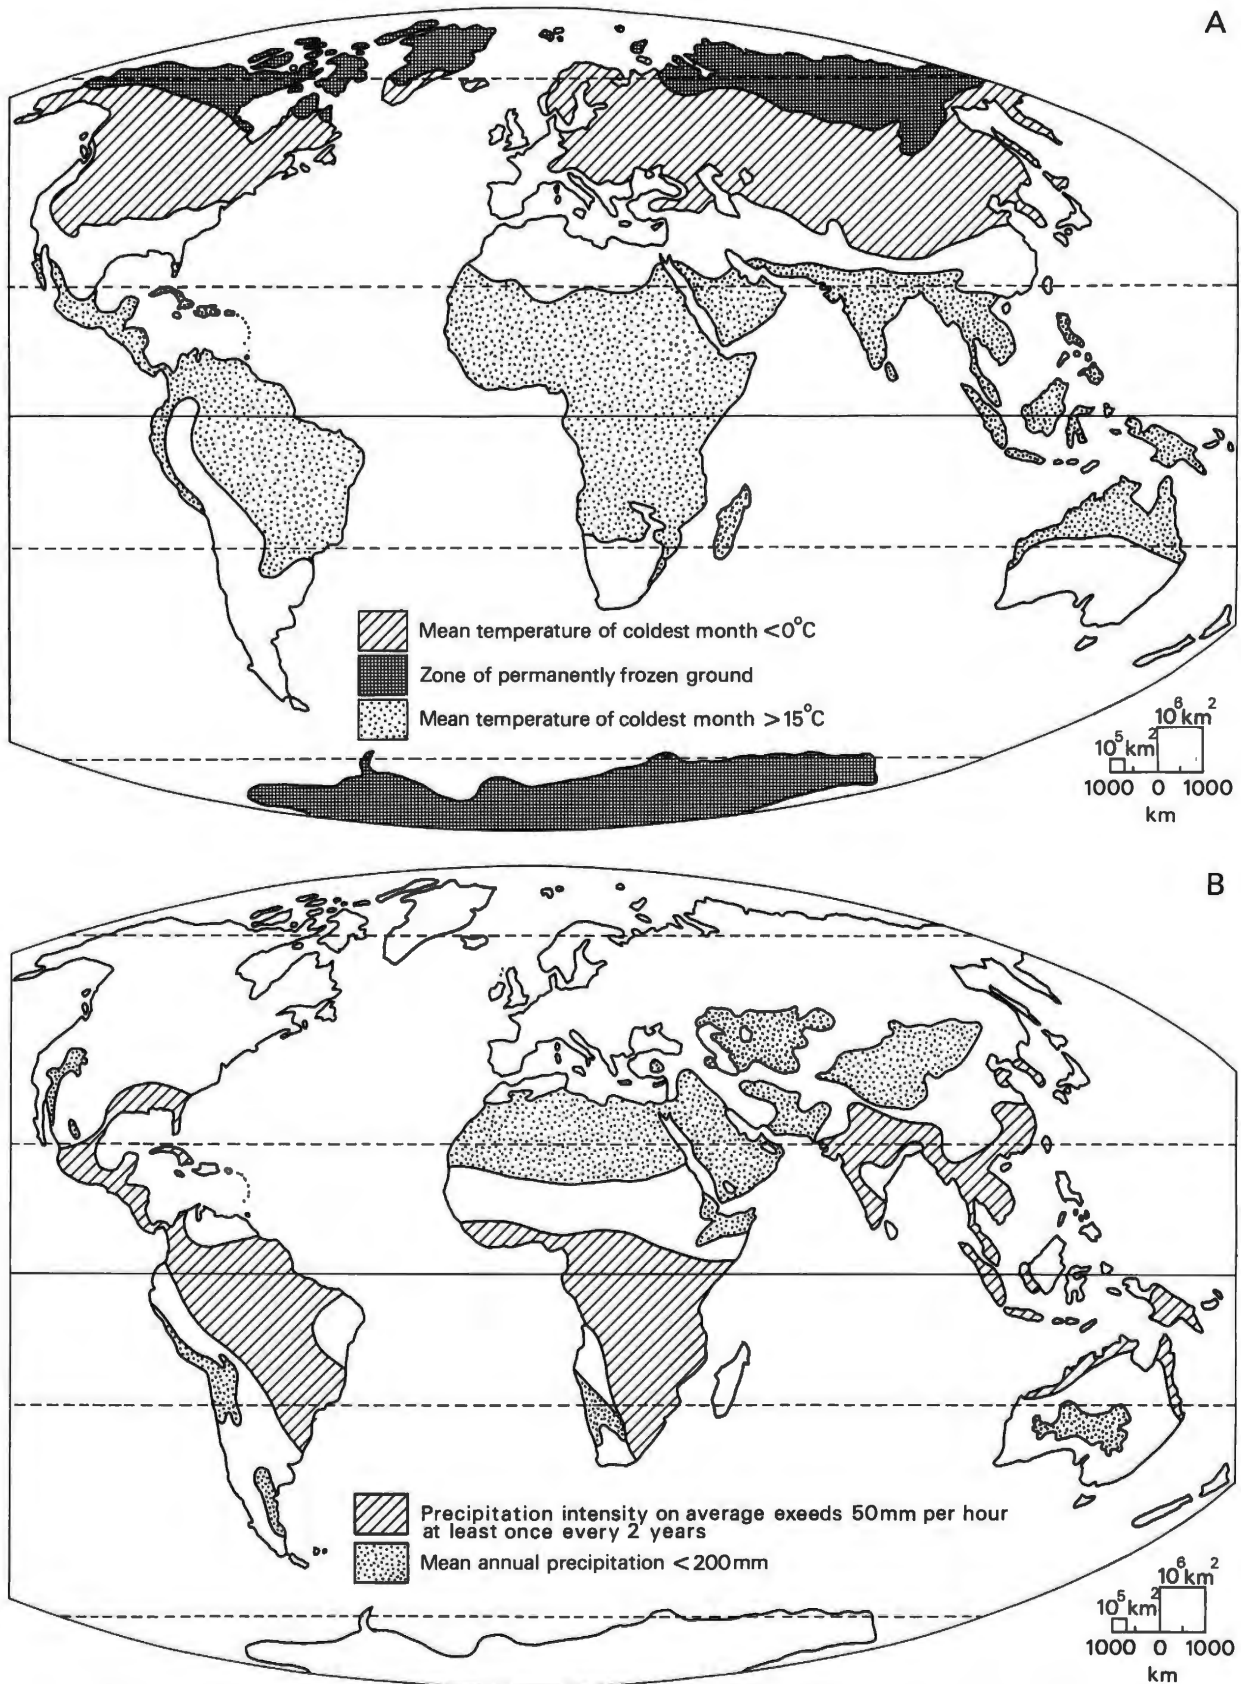 A
Mean temperature of coldest month <0°C
Zone of permanently frozen ground
Mean temperature of coldest month >15°C
10⁶km²
10⁵km²
1000 0 1000
km
B
Precipitation intensity on average exeeds 50mm per hour
at least once every 2 years
Mean annual precipitation <200mm
10⁶km²
10⁵km²
1000 0 1000
km